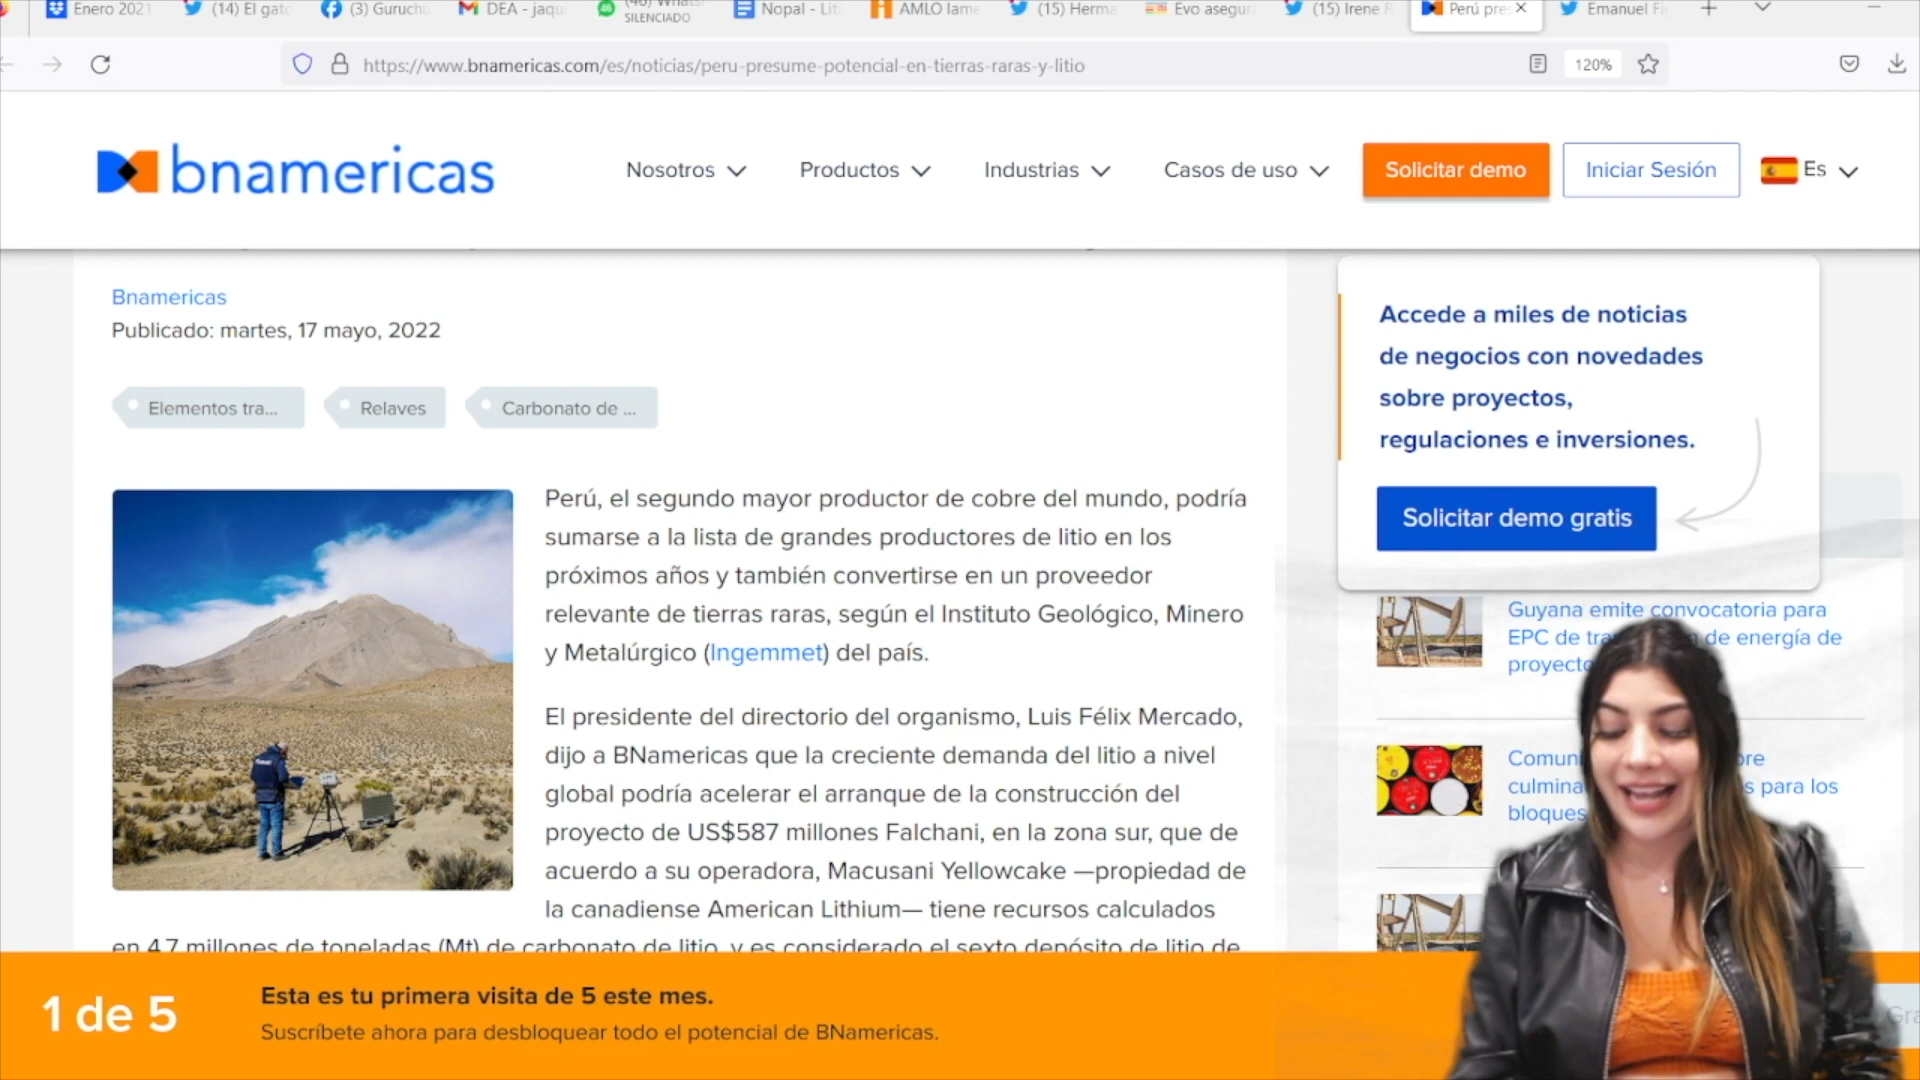 Enero 2021
(14) El gato
(3) Guruchu
DEA - jaqui
SILENCIADO
Nopal - Liti
AMLO lame
(15) Herma
Evo asegur
(15) Irene R
Perú pre
Emanuel Fi
https://www.bnamericas.com/es/noticias/peru-presume-potencial-en-tierras-raras-y-litio
120%
bnamericas
Nosotros
Productos
Industrias
Casos de uso
Solicitar demo
Iniciar Sesión
Es
Bnamericas
Publicado: martes, 17 mayo, 2022
Elementos tra...
Relaves
Carbonato de ...
Perú, el segundo mayor productor de cobre del mundo, podría
sumarse a la lista de grandes productores de litio en los
próximos años y también convertirse en un proveedor
relevante de tierras raras, según el Instituto Geológico, Minero
y Metalúrgico (Ingemmet) del país.
El presidente del directorio del organismo, Luis Félix Mercado,
dijo a BNamericas que la creciente demanda del litio a nivel
global podría acelerar el arranque de la construcción del
proyecto de US$587 millones Falchani, en la zona sur, que de
acuerdo a su operadora, Macusani Yellowcake —propiedad de
la canadiense American Lithium— tiene recursos calculados
en 4,7 millones de toneladas (Mt) de carbonato de litio, y es considerado el sexto depósito de litio de
Accede a miles de noticias
de negocios con novedades
sobre proyectos,
regulaciones e inversiones.
Solicitar demo gratis
Guyana emite convocatoria para
EPC de de energía de
proyecto
culmina s para los
bloques
1 de 5
Esta es tu primera visita de 5 este mes.
Suscríbete ahora para desbloquear todo el potencial de BNamericas.